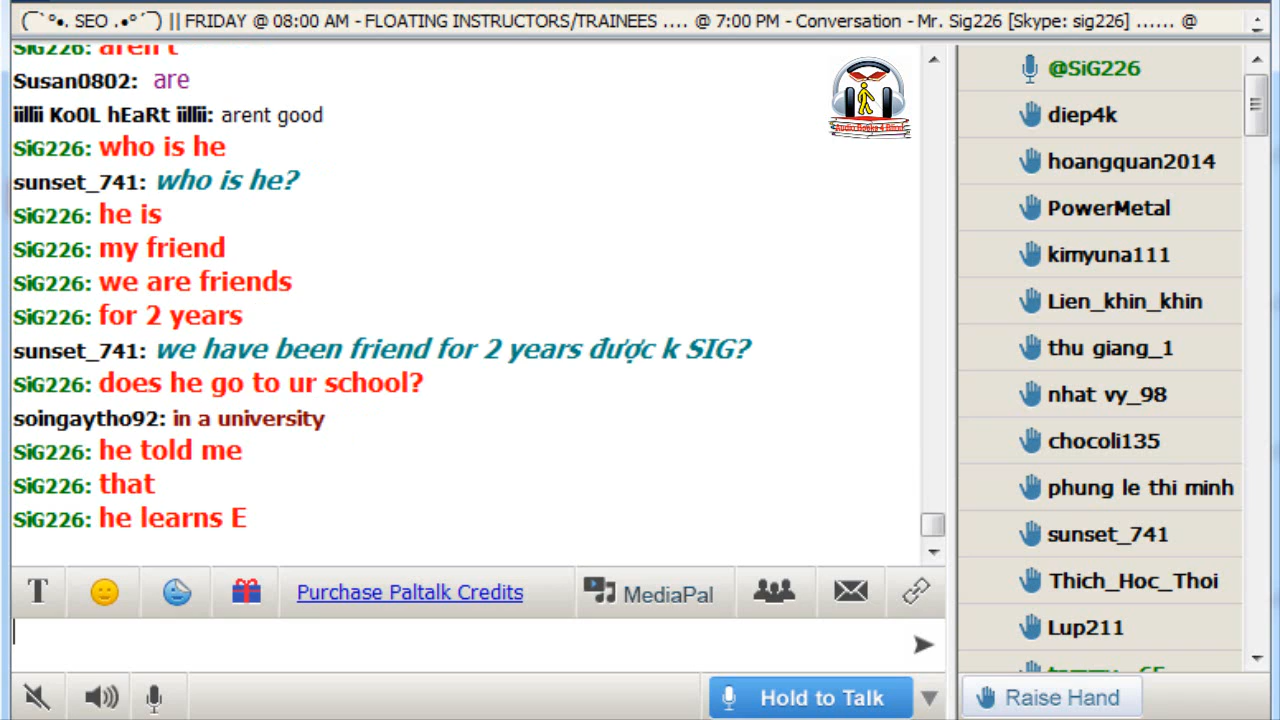 (¯`°•. SEO .•°´¯) || FRIDAY @ 08:00 AM - FLOATING INSTRUCTORS/TRAINEES .... @ 7:00 PM - Conversation - Mr. Sig226 [Skype: sig226] ...... @
SiG226: aren't
Susan0802: are
iillii KoOL hEaRt iillii: arent good
SiG226: who is he
sunset_741: who is he?
SiG226: he is
SiG226: my friend
SiG226: we are friends
SiG226: for 2 years
sunset_741: we have been friend for 2 years được k SIG?
SiG226: does he go to ur school?
soingaytho92: in a university
SiG226: he told me
SiG226: that
SiG226: he learns E
T
Purchase Paltalk Credits
MediaPal
Hold to Talk
@SiG226
diep4k
hoangquan2014
PowerMetal
kimyuna111
Lien_khin_khin
thu giang_1
nhat vy_98
chocoli135
phung le thi minh
sunset_741
Thich_Hoc_Thoi
Lup211
Raise Hand